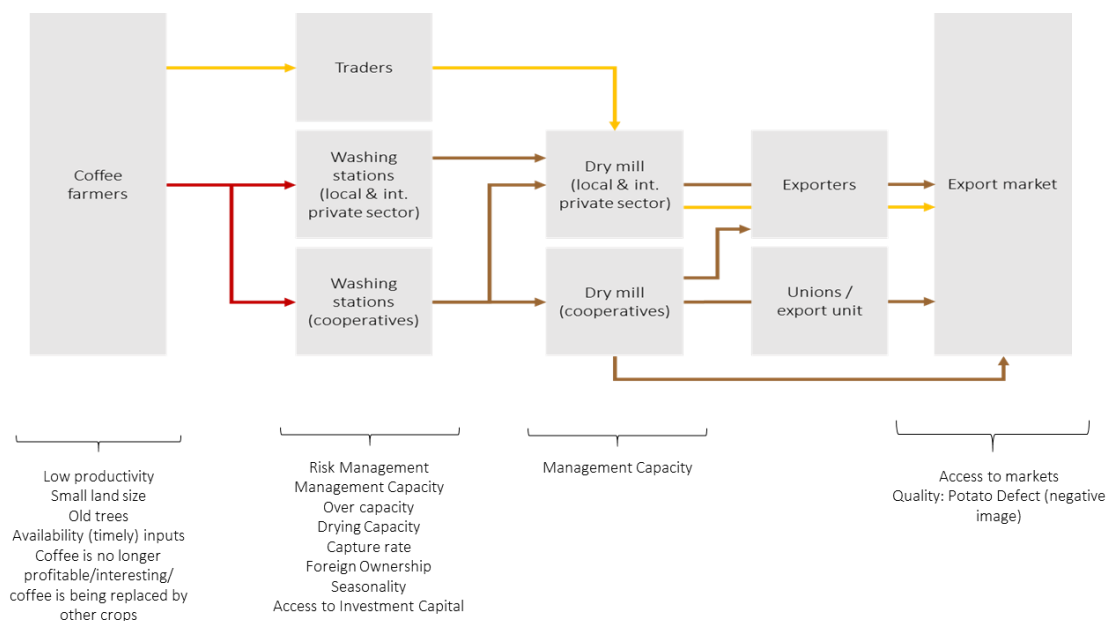 Coffee
farmers
Traders
Washing
stations
(local & int.
private sector)
Washing
stations
(cooperatives)
Dry mill
(local & int.
private sector)
Dry mill
(cooperatives)
Exporters
Unions /
export unit
Export market
Low productivity
Small land size
Old trees
Availability (timely) inputs
Coffee is no longer
profitable/interesting/
coffee is being replaced by
other crops
Risk Management
Management Capacity
Over capacity
Drying Capacity
Capture rate
Foreign Ownership
Seasonality
Access to Investment Capital
Management Capacity
Access to markets
Quality: Potato Defect (negative
image)